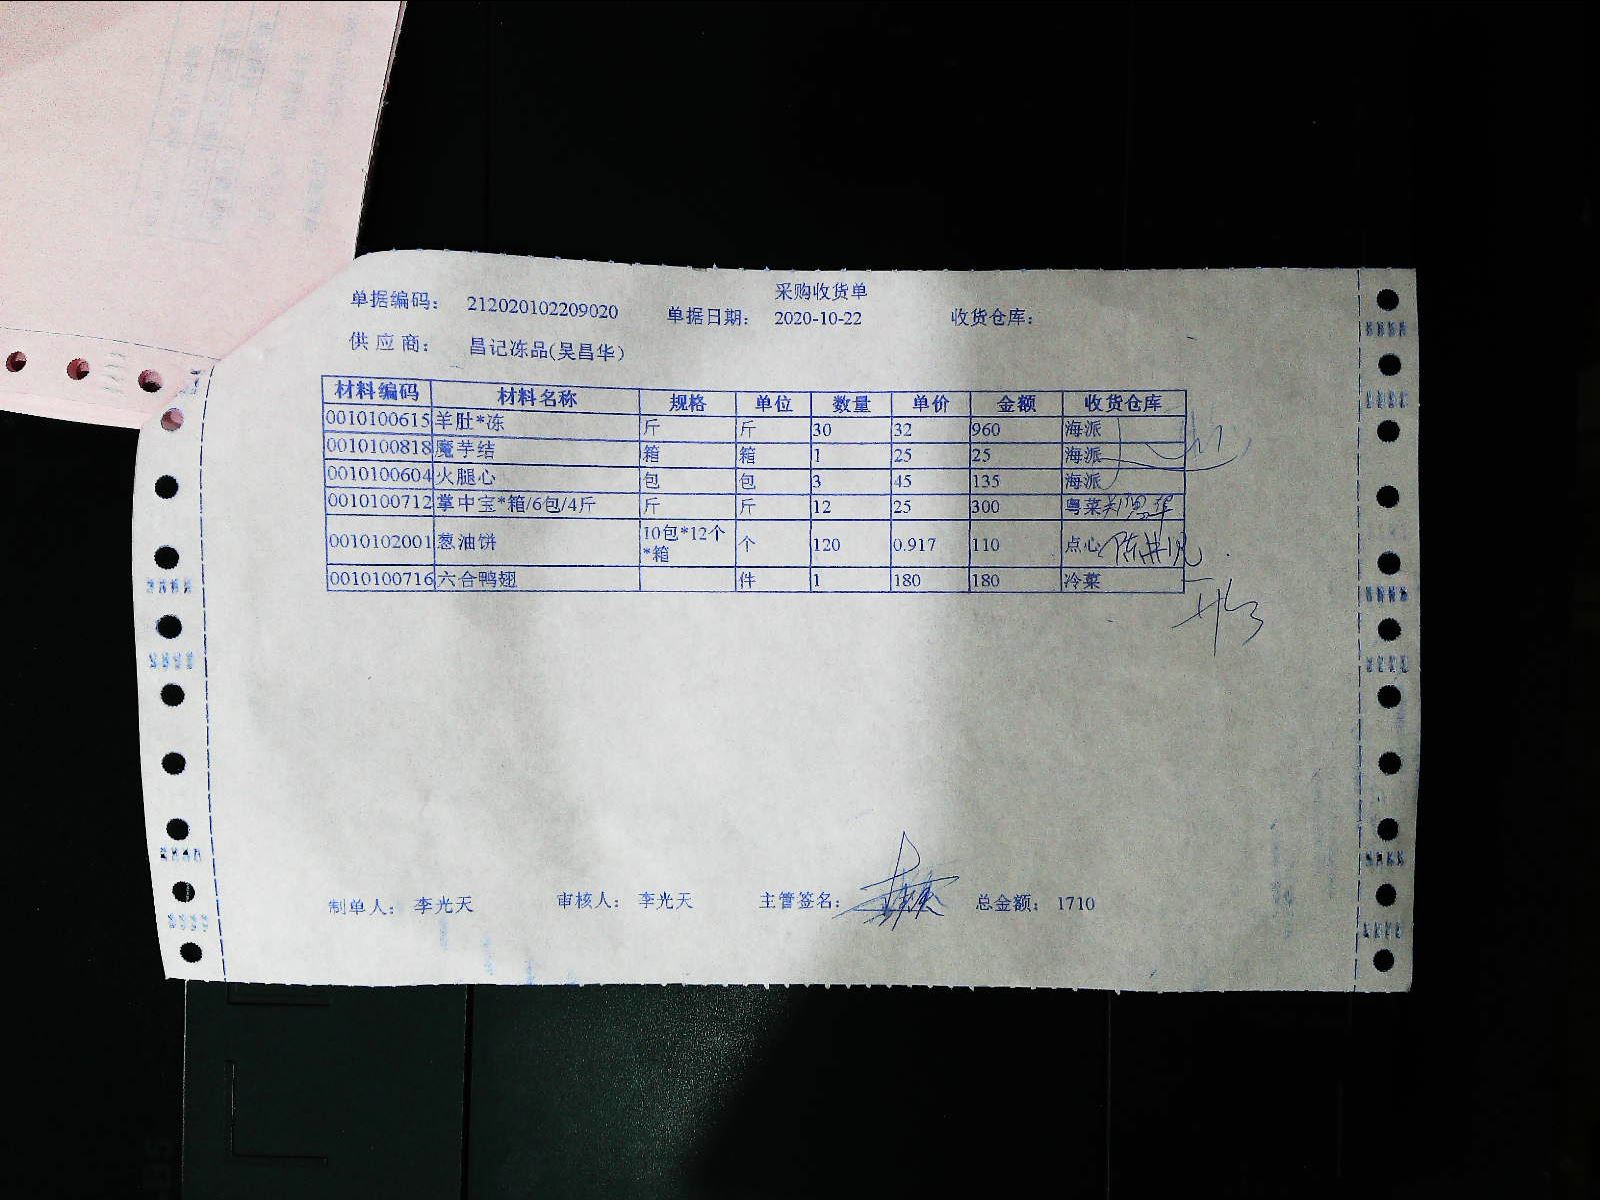 采购收货单
单据编码： 212020102209020 单据日期： 2020-10-22 收货仓库：
供应商： 昌记冻品(吴昌华）
材料编码 材料名称 规格 单位 数量 单价 金额 收货仓库
0010100615 羊肚*冻 斤 斤 30 32 960 海派
0010100818 魔芋结 箱 箱 1 25 25 海派
0010100604 火腿心 包 包 3 45 135 海派
0010100712 掌中宝*箱/6包/4斤 斤 斤 12 25 300 粤菜
0010102001 葱油饼 10包*12个*箱 个 120 0.917 110 点心
0010100716 六合鸭翅 件 1 180 180 冷菜
制单人： 李光天 审核人： 李光天 主管签名： 总金额： 1710